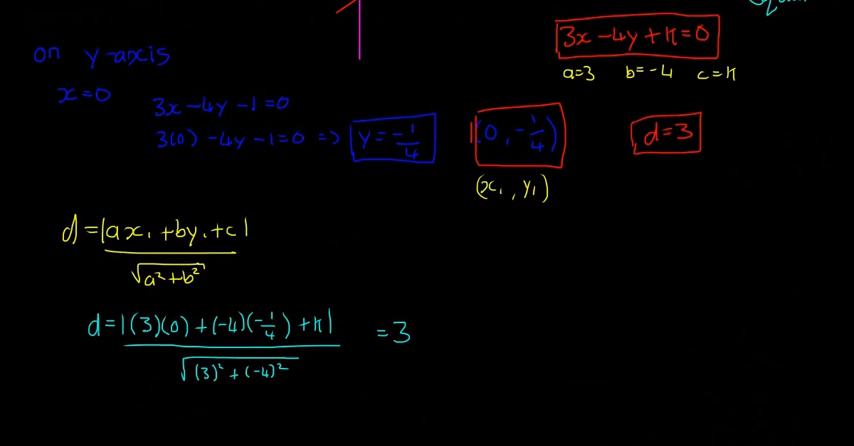 3x - 4y + k = 0
on y-axis
a=3 b=-4 c=k
x=0
3x - 4y - 1 = 0
3(0) - 4y - 1 = 0 => y = -1/4 (0, -1/4) d=3
(x₁, y₁)
d = |ax₁ + by₁ + c| / √(a² + b²)
d = |(3)(0) + (-4)(-1/4) + k| / √((3)² + (-4)²) = 3